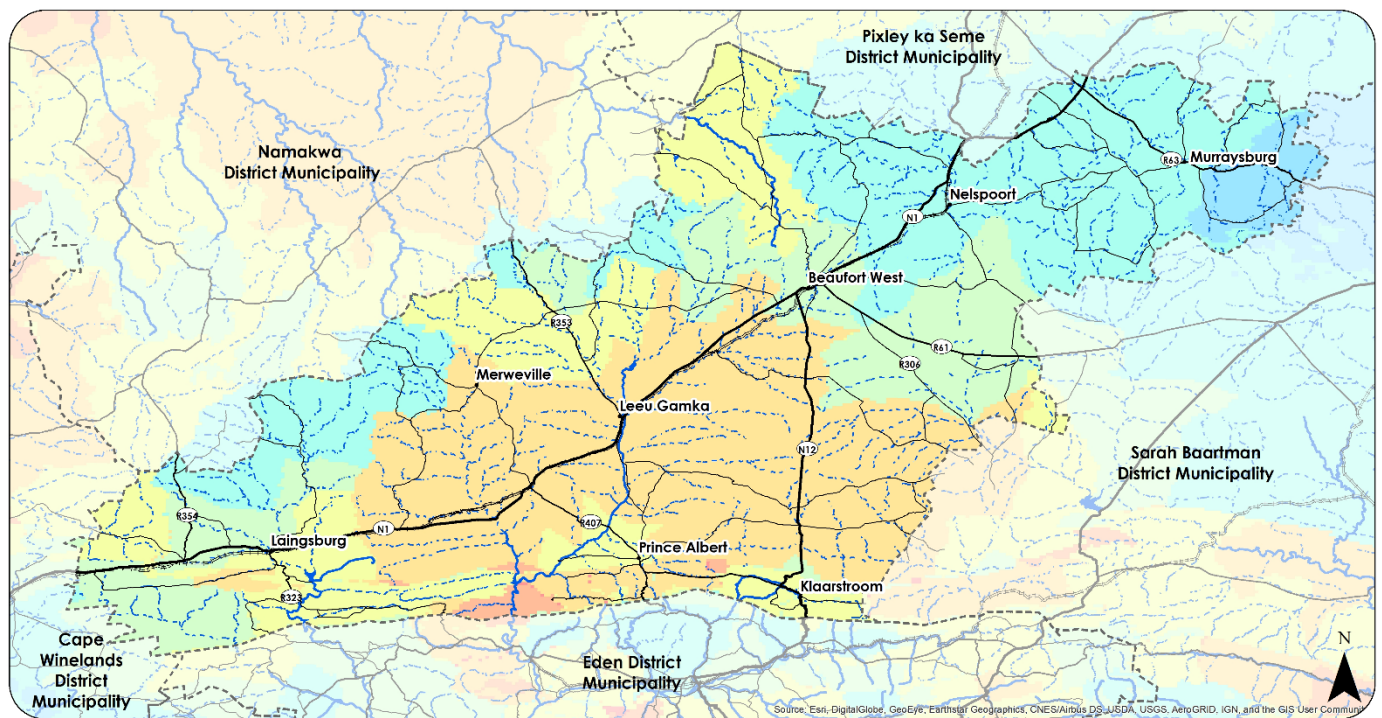 Pixley ka Seme
District Municipality
Namakwa
District Municipality
R63
Murraysburg
Nelspoort
N1
Beaufort West
R353
R61
R306
Merweville
Leeu Gamka
N12
Sarah Baartman
District Municipality
R354
N1
R407
Laingsburg
Prince Albert
Klaarstroom
R323
Cape
Winelands
District
Municipality
Eden District
Municipality
N
Source: Esri, DigitalGlobe, GeoEye, Earthstar Geographics, CNES/Airbus DS, USDA, USGS, AeroGRID, IGN, and the GIS User Commun